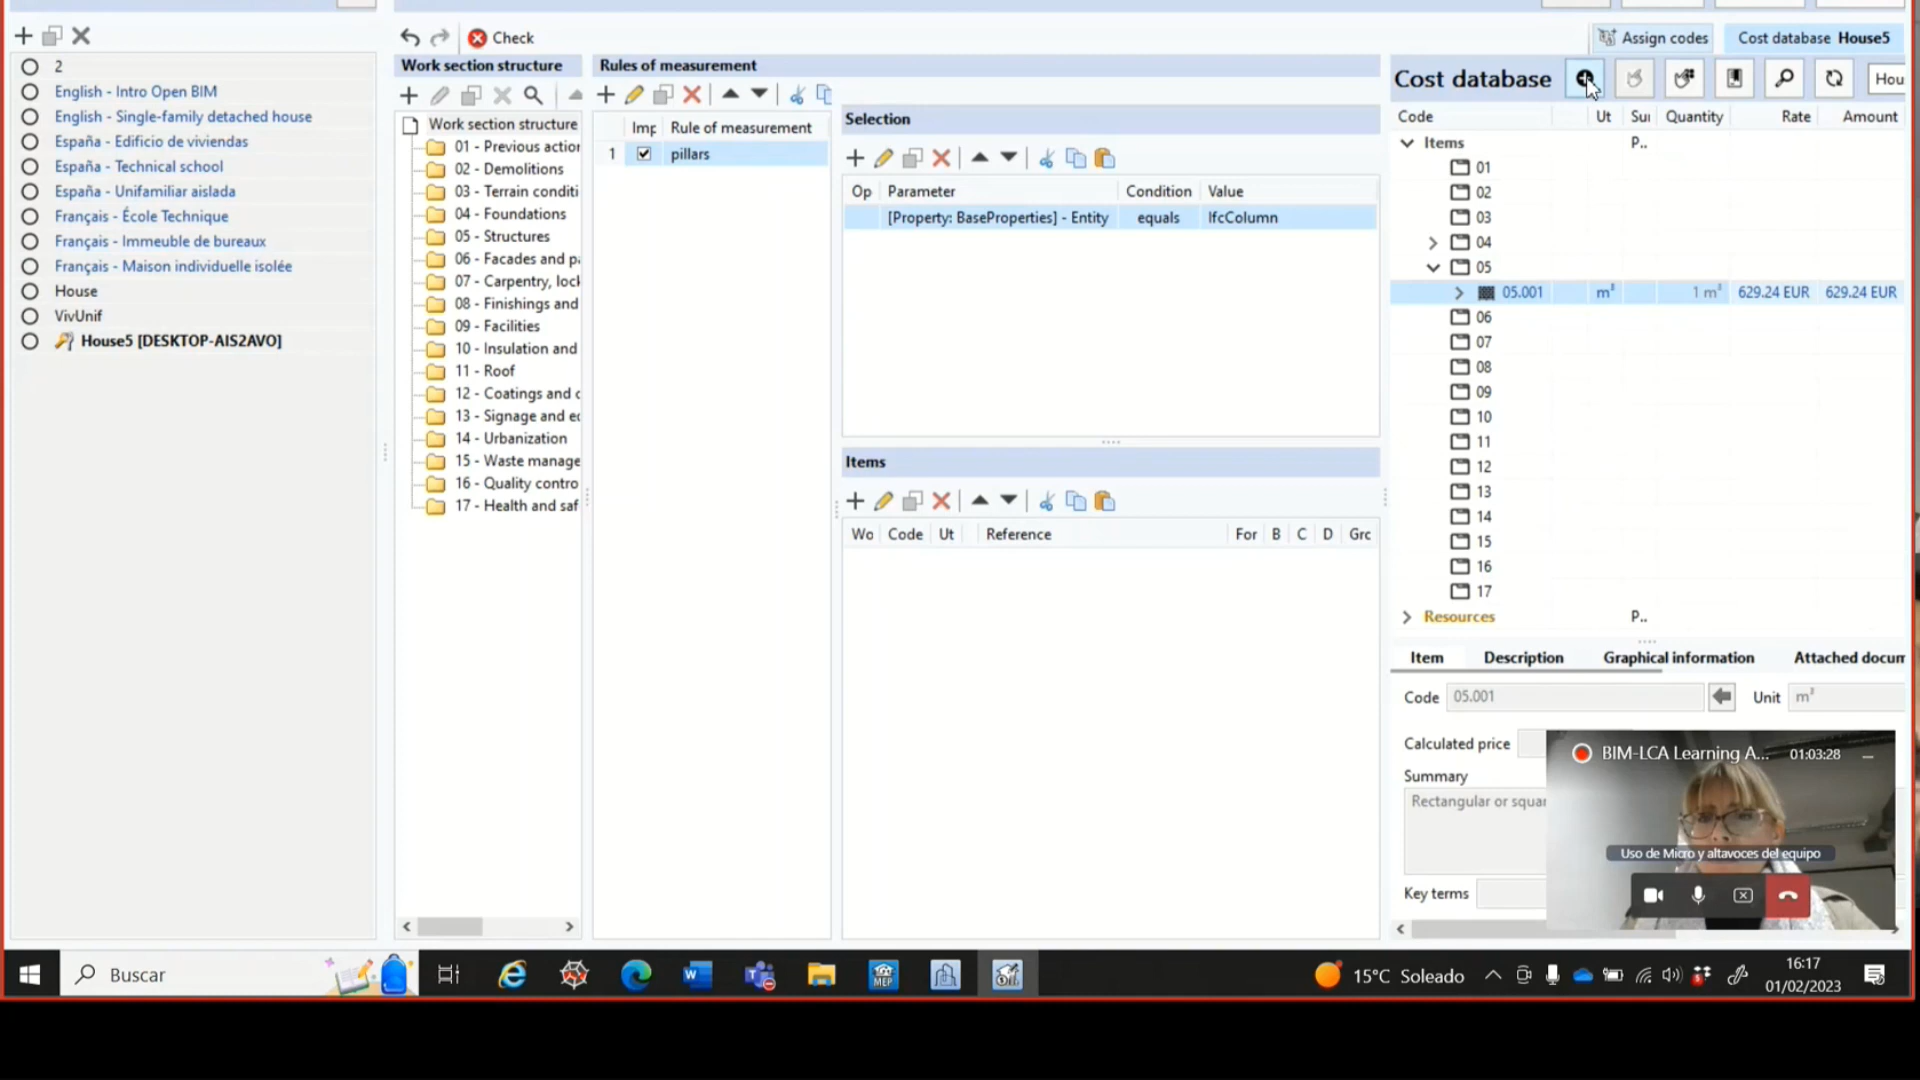 Check
Assign codes
Cost database House5
Work section structure
Rules of measurement
Cost database
Hou
2
English - Intro Open BIM
English - Single-family detached house
España - Edificio de viviendas
España - Technical school
España - Unifamiliar aislada
Français - École Technique
Français - Immeuble de bureaux
Français - Maison individuelle isolée
House
VivUnif
House5 [DESKTOP-AIS2AVO]
Work section structure
01 - Previous action
02 - Demolitions
03 - Terrain conditi
04 - Foundations
05 - Structures
06 - Facades and pa
07 - Carpentry, lock
08 - Finishings and
09 - Facilities
10 - Insulation and
11 - Roof
12 - Coatings and c
13 - Signage and eq
14 - Urbanization
15 - Waste manage
16 - Quality contro
17 - Health and saf
Imp Rule of measurement
1 pillars
Selection
Op Parameter Condition Value
[Property: BaseProperties] - Entity equals IfcColumn
Items
Wo Code Ut Reference For B C D Grc
Code Ut Sui Quantity Rate Amount
Items P..
01
02
03
04
05
05.001 m³ 1 m³ 629.24 EUR 629.24 EUR
06
07
08
09
10
11
12
13
14
15
16
17
Resources P..
Item Description Graphical information Attached docum
Code 05.001 Unit m³
Calculated price
Summary
Rectangular or squar
Key terms
BIM-LCA Learning A... 01:03:28
Uso de Micro y altavoces del equipo
Buscar
W
MEP
15°C Soleado
16:17
01/02/2023